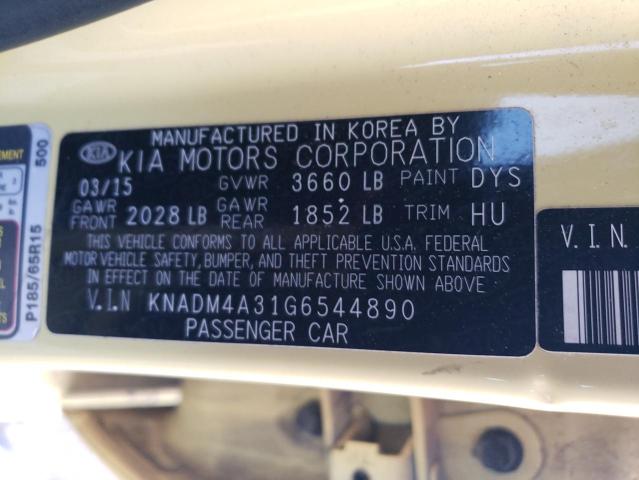 MANUFACTURED IN KOREA BY
KIA KIA MOTORS CORPORATION
03/15 GVWR 3660 LB PAINT DYS
GAWR FRONT 2028 LB GAWR REAR 1852 LB TRIM HU
THIS VEHICLE CONFORMS TO ALL APPLICABLE U.S.A. FEDERAL
MOTOR VEHICLE SAFETY, BUMPER, AND THEFT PREVENTION STANDARDS
IN EFFECT ON THE DATE OF MANUFACTURE SHOWN ABOVE.
V.I.N KNADM4A31G6544890
PASSENGER CAR
P185/65R15 500
V.I.N.